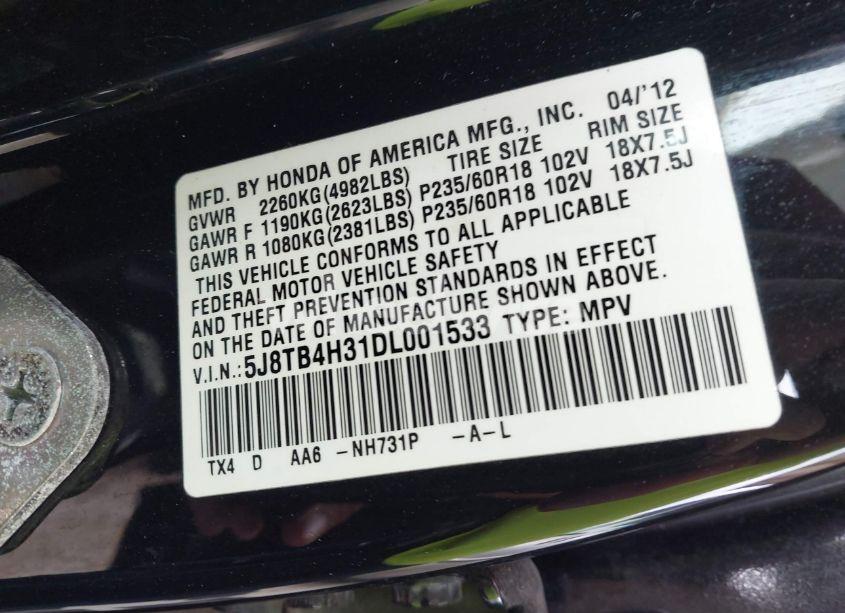 MFD. BY HONDA OF AMERICA MFG., INC. 04/'12
GVWR 2260KG(4982LBS) TIRE SIZE RIM SIZE
GAWR F 1190KG(2623LBS) P235/60R18 102V 18X7.5J
GAWR R 1080KG(2381LBS) P235/60R18 102V 18X7.5J
THIS VEHICLE CONFORMS TO ALL APPLICABLE
FEDERAL MOTOR VEHICLE SAFETY
AND THEFT PREVENTION STANDARDS IN EFFECT
ON THE DATE OF MANUFACTURE SHOWN ABOVE.
V.I.N.:5J8TB4H31DL001533 TYPE: MPV
TX4 D AA6 -NH731P -A-L